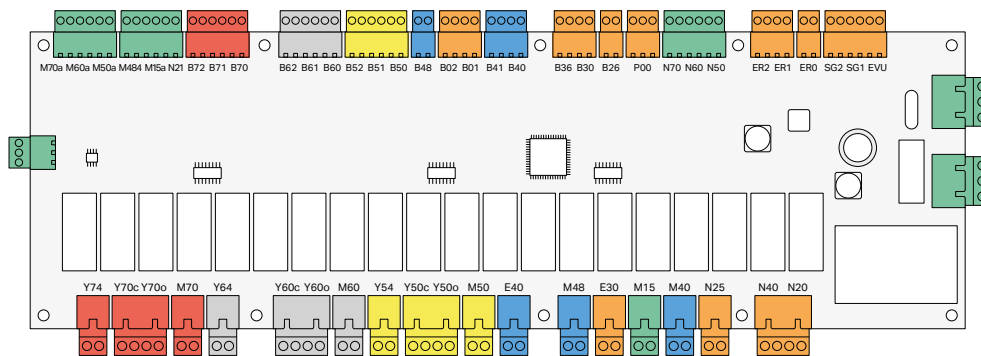 M70a M60a M50a M484 M15a N21 B72 B71 B70 B62 B61 B60 B52 B51 B50 B48 B02 B01 B41 B40 B36 B30 B26 P00 N70 N60 N50 ER2 ER1 ER0 SG2 SG1 EVU
Y74 Y70c Y70o M70 Y64 Y60c Y60o M60 Y54 Y50c Y50o M50 E40 M48 E30 M15 M40 N25 N40 N20